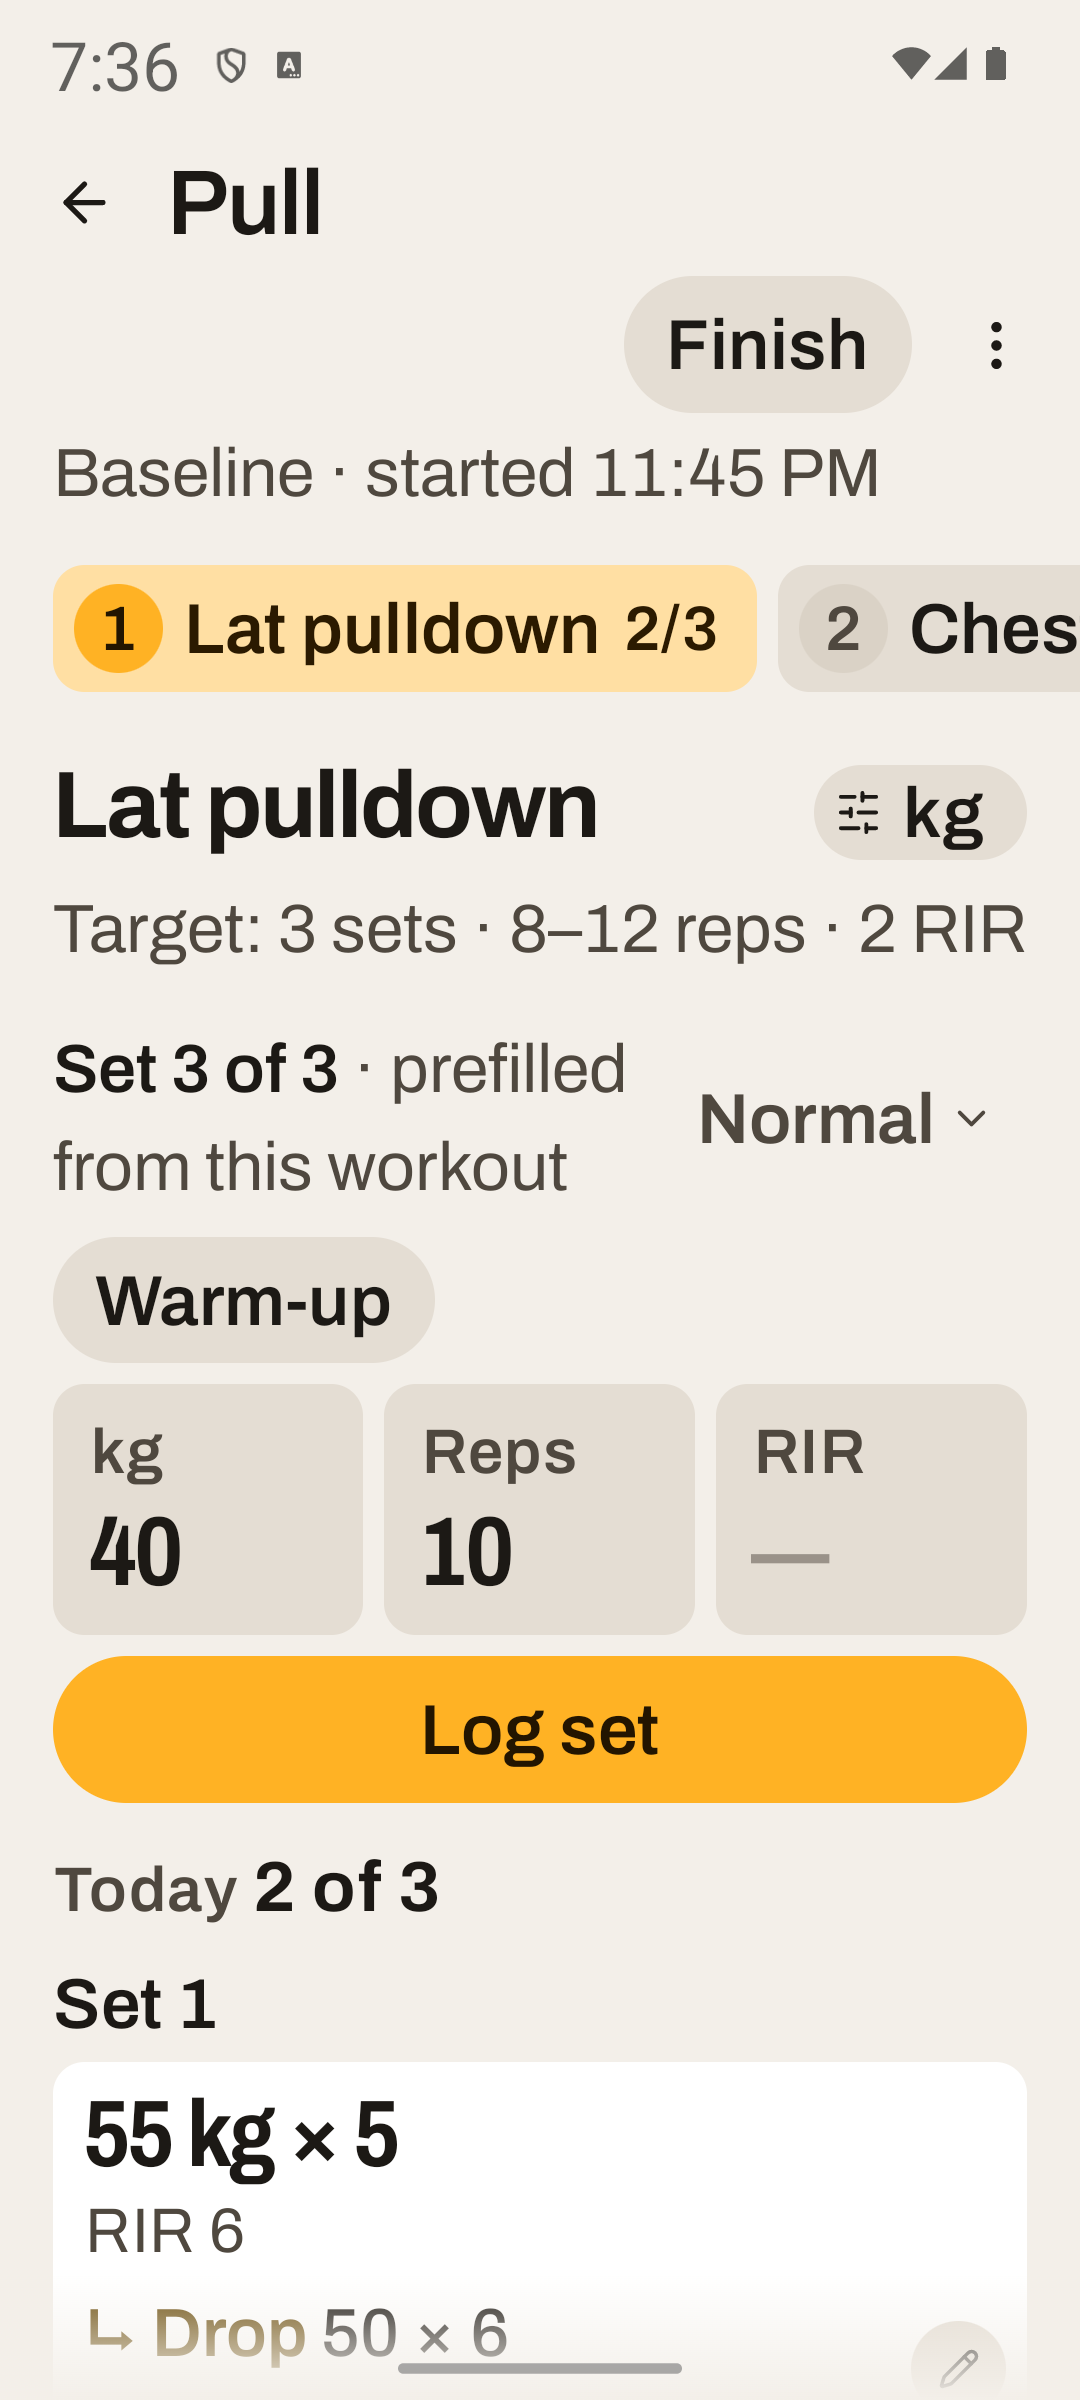 7:36
Pull
Finish
Baseline · started 11:45 PM
1 Lat pulldown 2/3
2 Ches
Lat pulldown
kg
Target: 3 sets · 8–12 reps · 2 RIR
Set 3 of 3 · prefilled
from this workout
Normal
Warm-up
kg
40
Reps
10
RIR
—
Log set
Today 2 of 3
Set 1
55 kg × 5
RIR 6
Drop 50 × 6